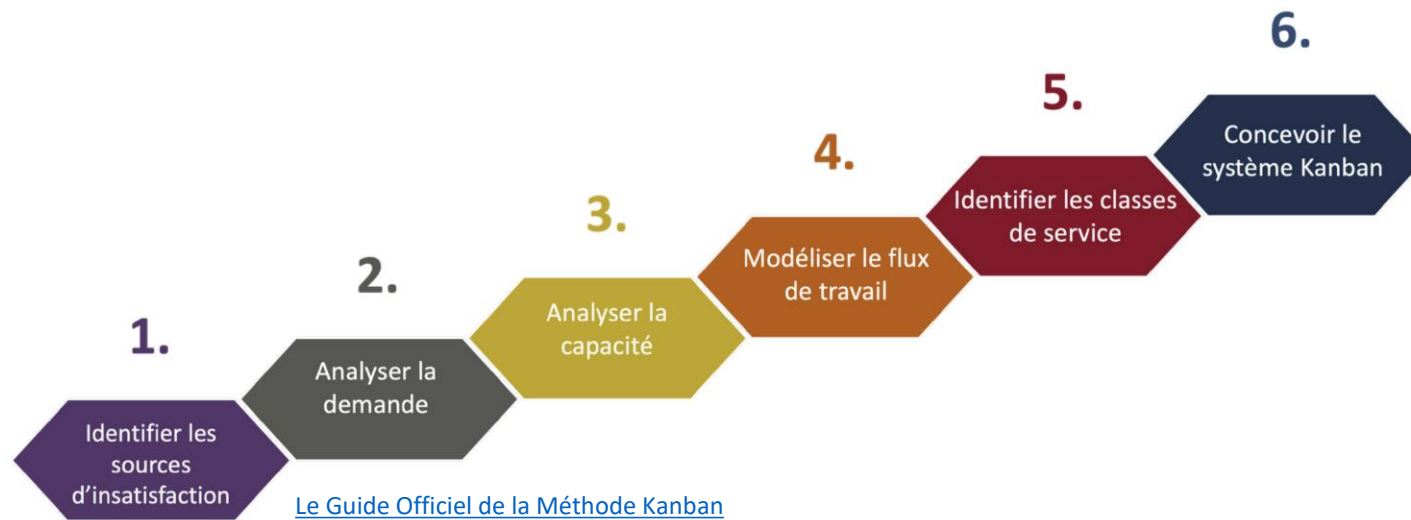 1.
Identifier les
sources
d’insatisfaction
2.
Analyser la
demande
3.
Analyser la
capacité
4.
Modéliser le flux
de travail
5.
Identifier les classes
de service
6.
Concevoir le
système Kanban
Le Guide Officiel de la Méthode Kanban